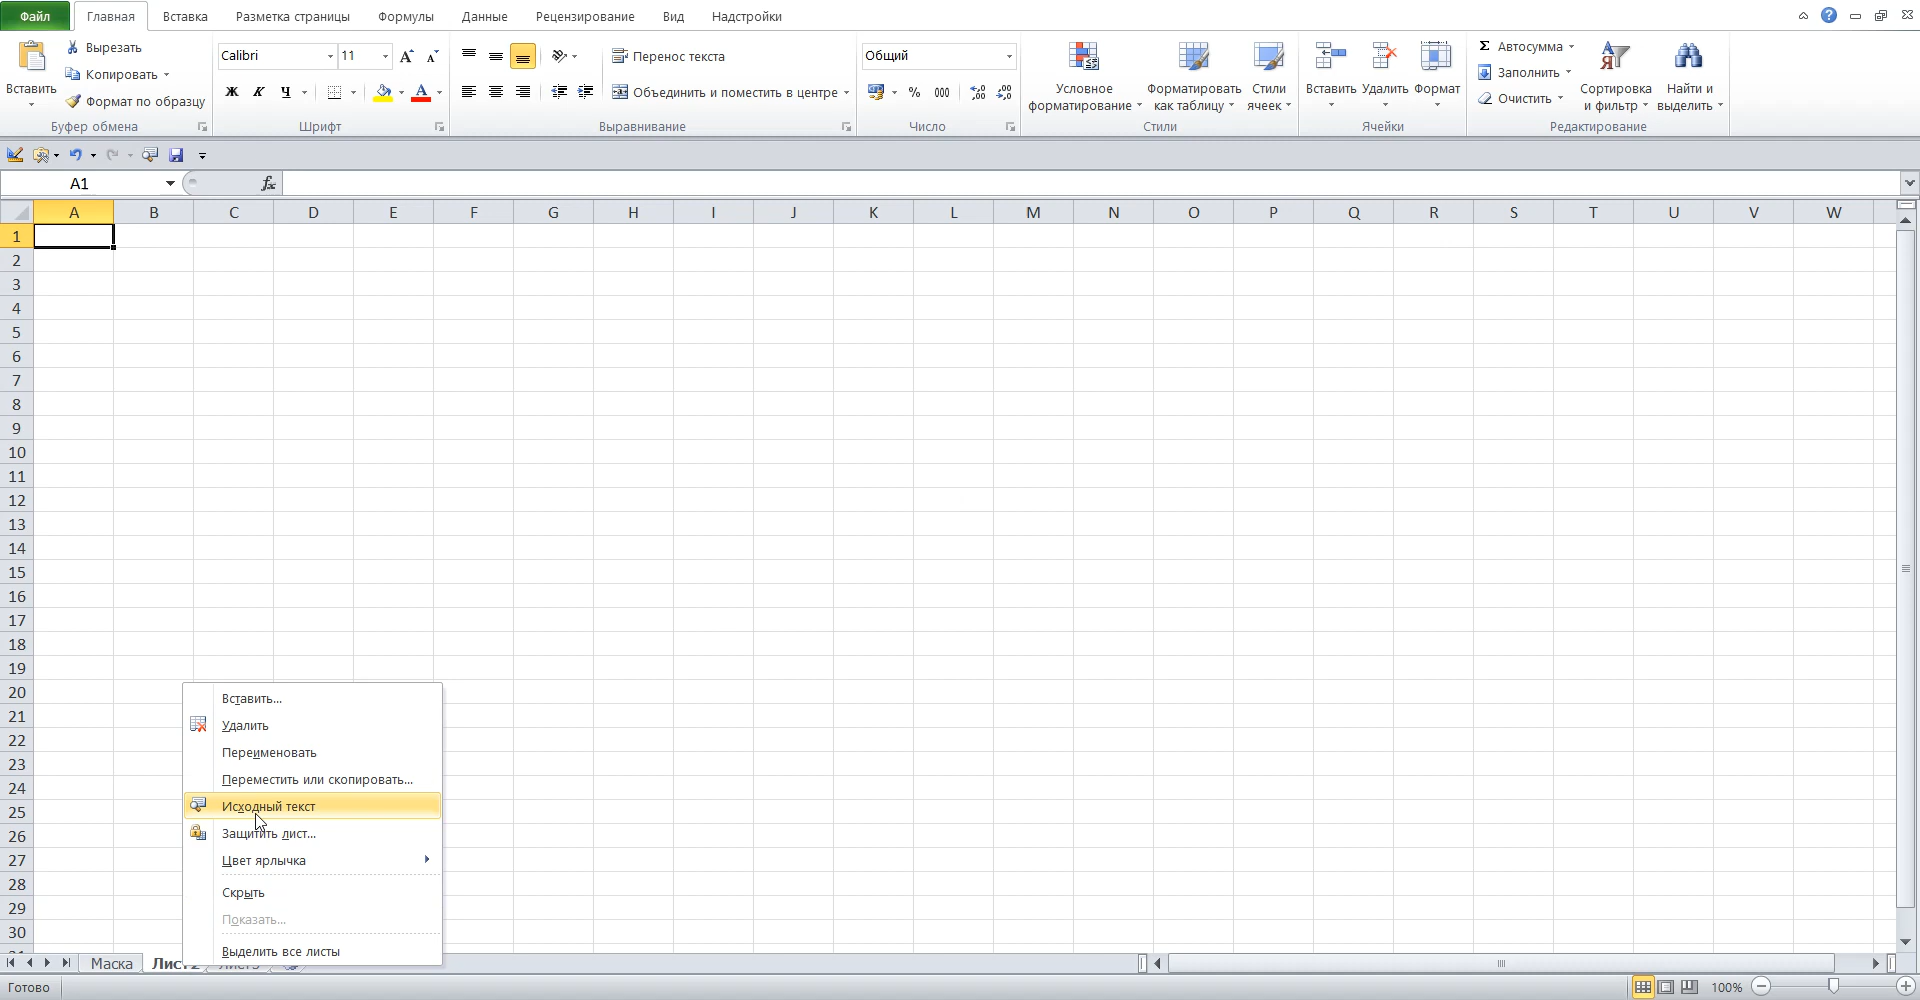 Файл Главная Вставка Разметка страницы Формулы Данные Рецензирование Вид Надстройки
Вставить
Вырезать
Копировать
Формат по образцу
Буфер обмена
Calibri 11
Ж К Ч
Шрифт
Перенос текста
Объединить и поместить в центре
Выравнивание
Общий
% 000
Число
Условное
форматирование
Форматировать
как таблицу
Стили
ячеек
Стили
Вставить Удалить Формат
Ячейки
Σ Автосумма
Заполнить
Очистить
Сортировка
и фильтр
Найти и
выделить
Редактирование
A1 fx
A B C D E F G H I J K L M N O P Q R S T U V W
1
2
3
4
5
6
7
8
9
10
11
12
13
14
15
16
17
18
19
20
21
22
23
24
25
26
27
28
29
30
Вставить...
Удалить
Переименовать
Переместить или скопировать...
Исходный текст
Защитить лист...
Цвет ярлычка
Скрыть
Показать...
Выделить все листы
Маска Лист2 Лист3
Готово 100%